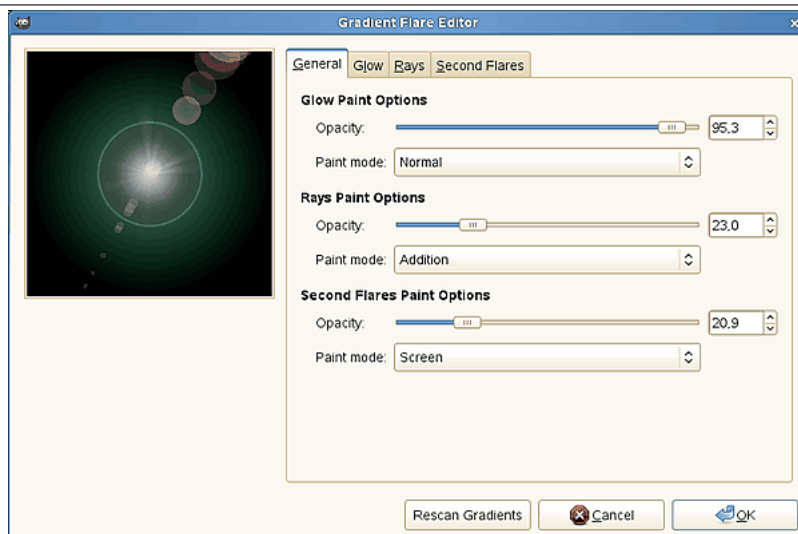 Gradient Flare Editor
General Glow Rays Second Flares
Glow Paint Options
Opacity: 95,3
Paint mode: Normal
Rays Paint Options
Opacity: 23,0
Paint mode: Addition
Second Flares Paint Options
Opacity: 20,9
Paint mode: Screen
Rescan Gradients Cancel OK